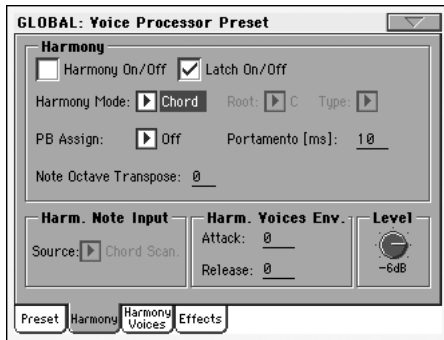 GLOBAL: Voice Processor Preset
Harmony
Harmony On/Off Latch On/Off
Harmony Mode: Chord Root: C Type:
PB Assign: Off Portamento [ms]: 10
Note Octave Transpose: 0
Harm. Note Input Harm. Voices Env. Level
Attack: 0
Source: Chord Scan.
Release: 0 -6dB
Preset Harmony Harmony Voices Effects